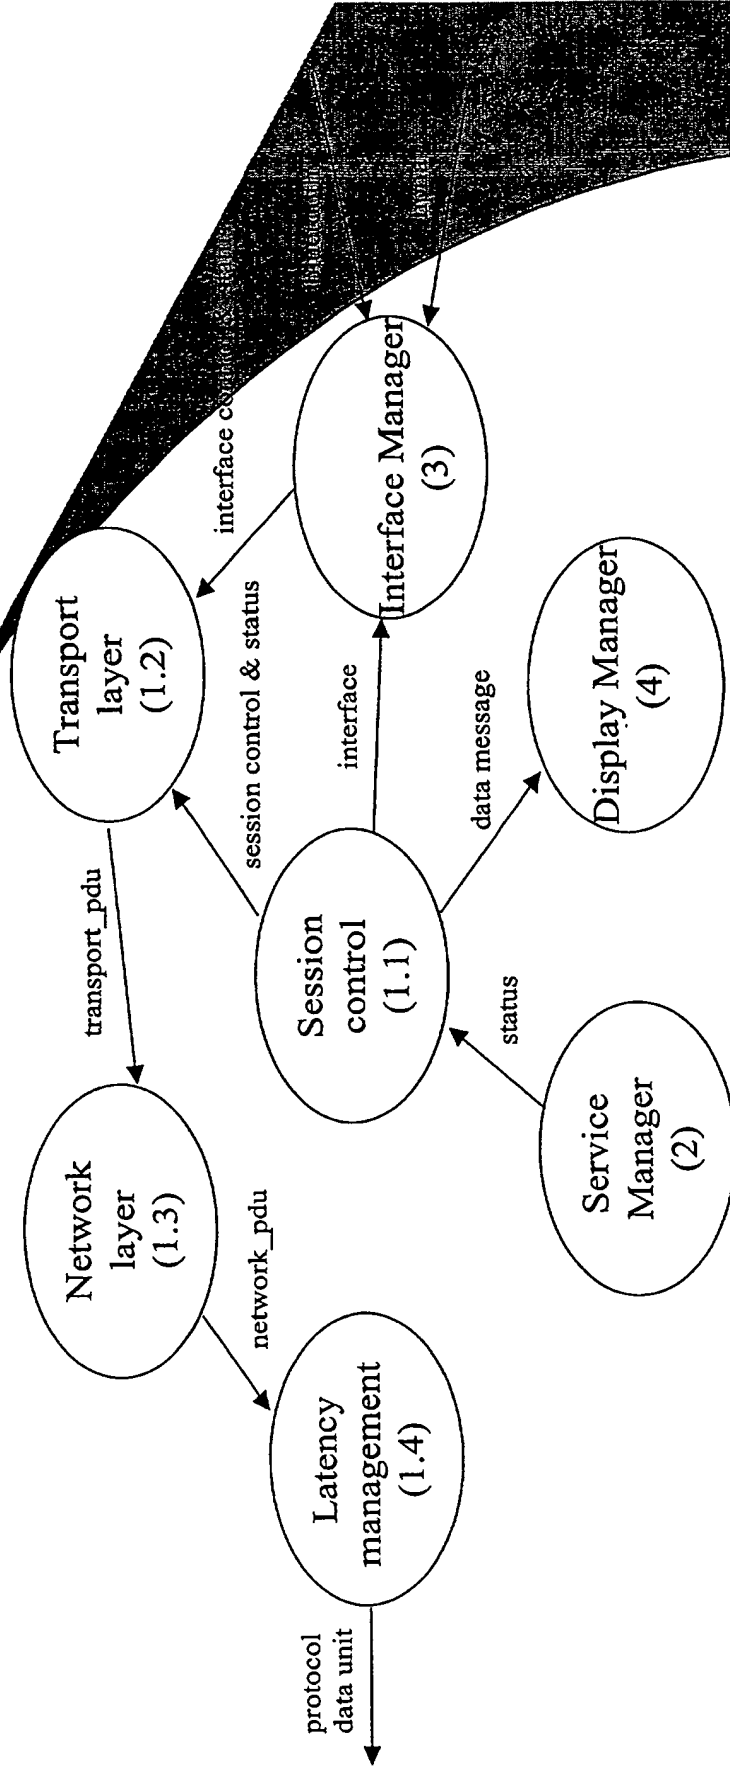 Network
layer
(1.3)
Transport
layer
(1.2)
transport_pdu
network_pdu
session control & status
interface
protocol
data unit
Latency
management
(1.4)
Session
control
(1.1)
interface
Interface Manager
(3)
status
data message
Service
Manager
(2)
Display Manager
(4)